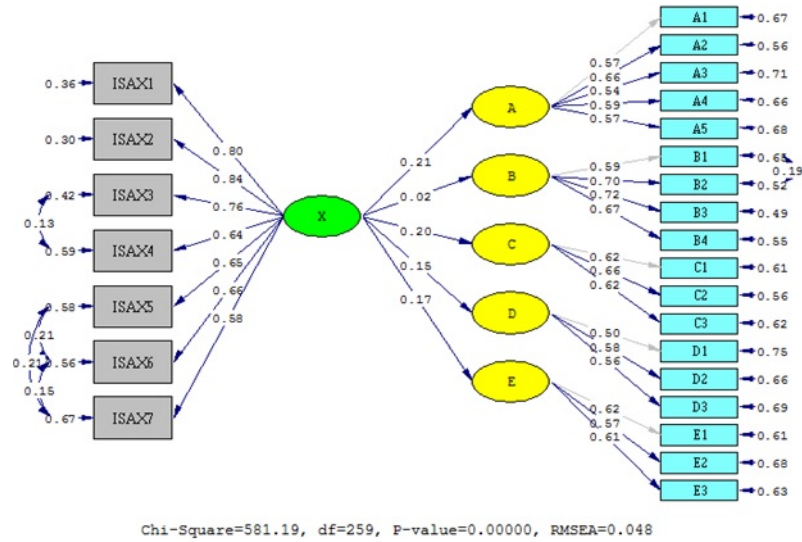 A1 0.67
A2 0.56
0.57
0.36 ISAX1
0.66
0.54 A3 0.71
0.59
A A4 0.66
0.57
A5 0.68
0.30 ISAX2
0.80
0.21
0.59 B1 0.65
0.84
B 0.70 B2 0.52 0.19
0.42 ISAX3
0.76
0.02
0.72
0.67 B3 0.49
0.13
X
0.64
0.20
B4 0.55
0.59 ISAX4
C 0.62 C1 0.61
0.65
0.15
0.66
0.62 C2 0.56
0.66
0.17
0.58 ISAX5
0.58
C3 0.62
0.21
D 0.50 D1 0.75
0.21 0.56 ISAX6
0.58
0.56 D2 0.66
0.15
E
D3 0.69
0.67 ISAX7
0.62
0.57 E1 0.61
0.61
E2 0.68
E3 0.63
Chi-Square=581.19, df=259, P-value=0.00000, RMSEA=0.048